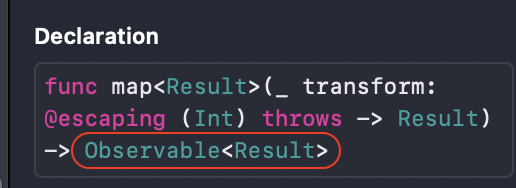 Declaration
func map<Result>(_ transform:
@escaping (Int) throws -> Result)
-> Observable<Result>